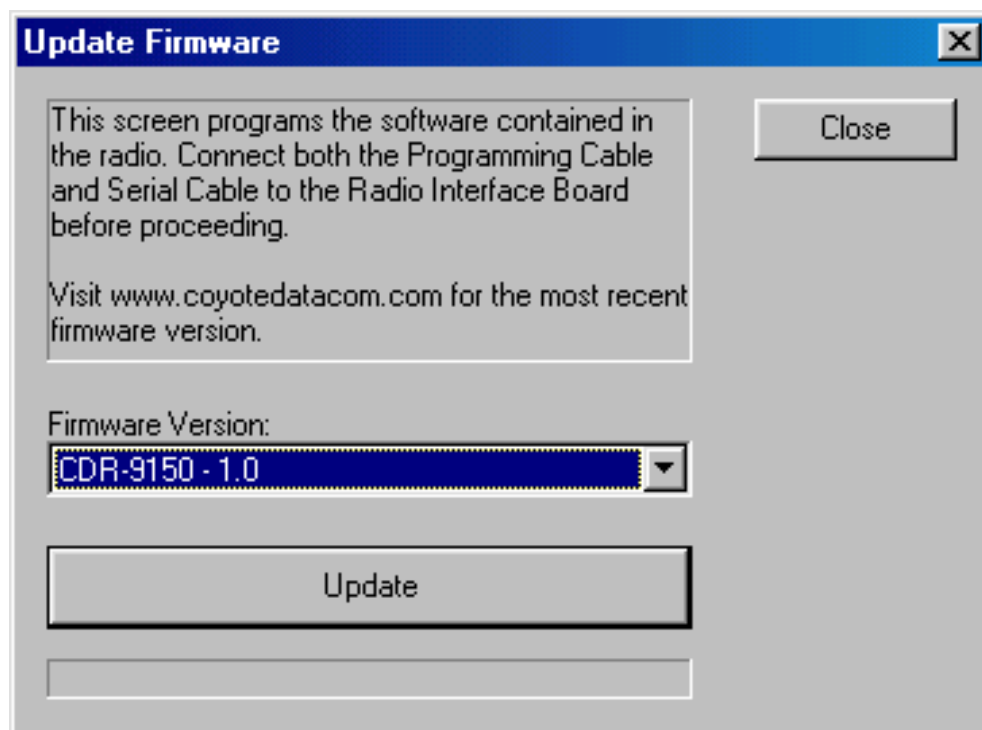 Update Firmware
This screen programs the software contained in
the radio. Connect both the Programming Cable
and Serial Cable to the Radio Interface Board
before proceeding.
Visit www.coyotedatacom.com for the most recent
firmware version.
Close
Firmware Version:
CDR-9150 - 1.0
Update